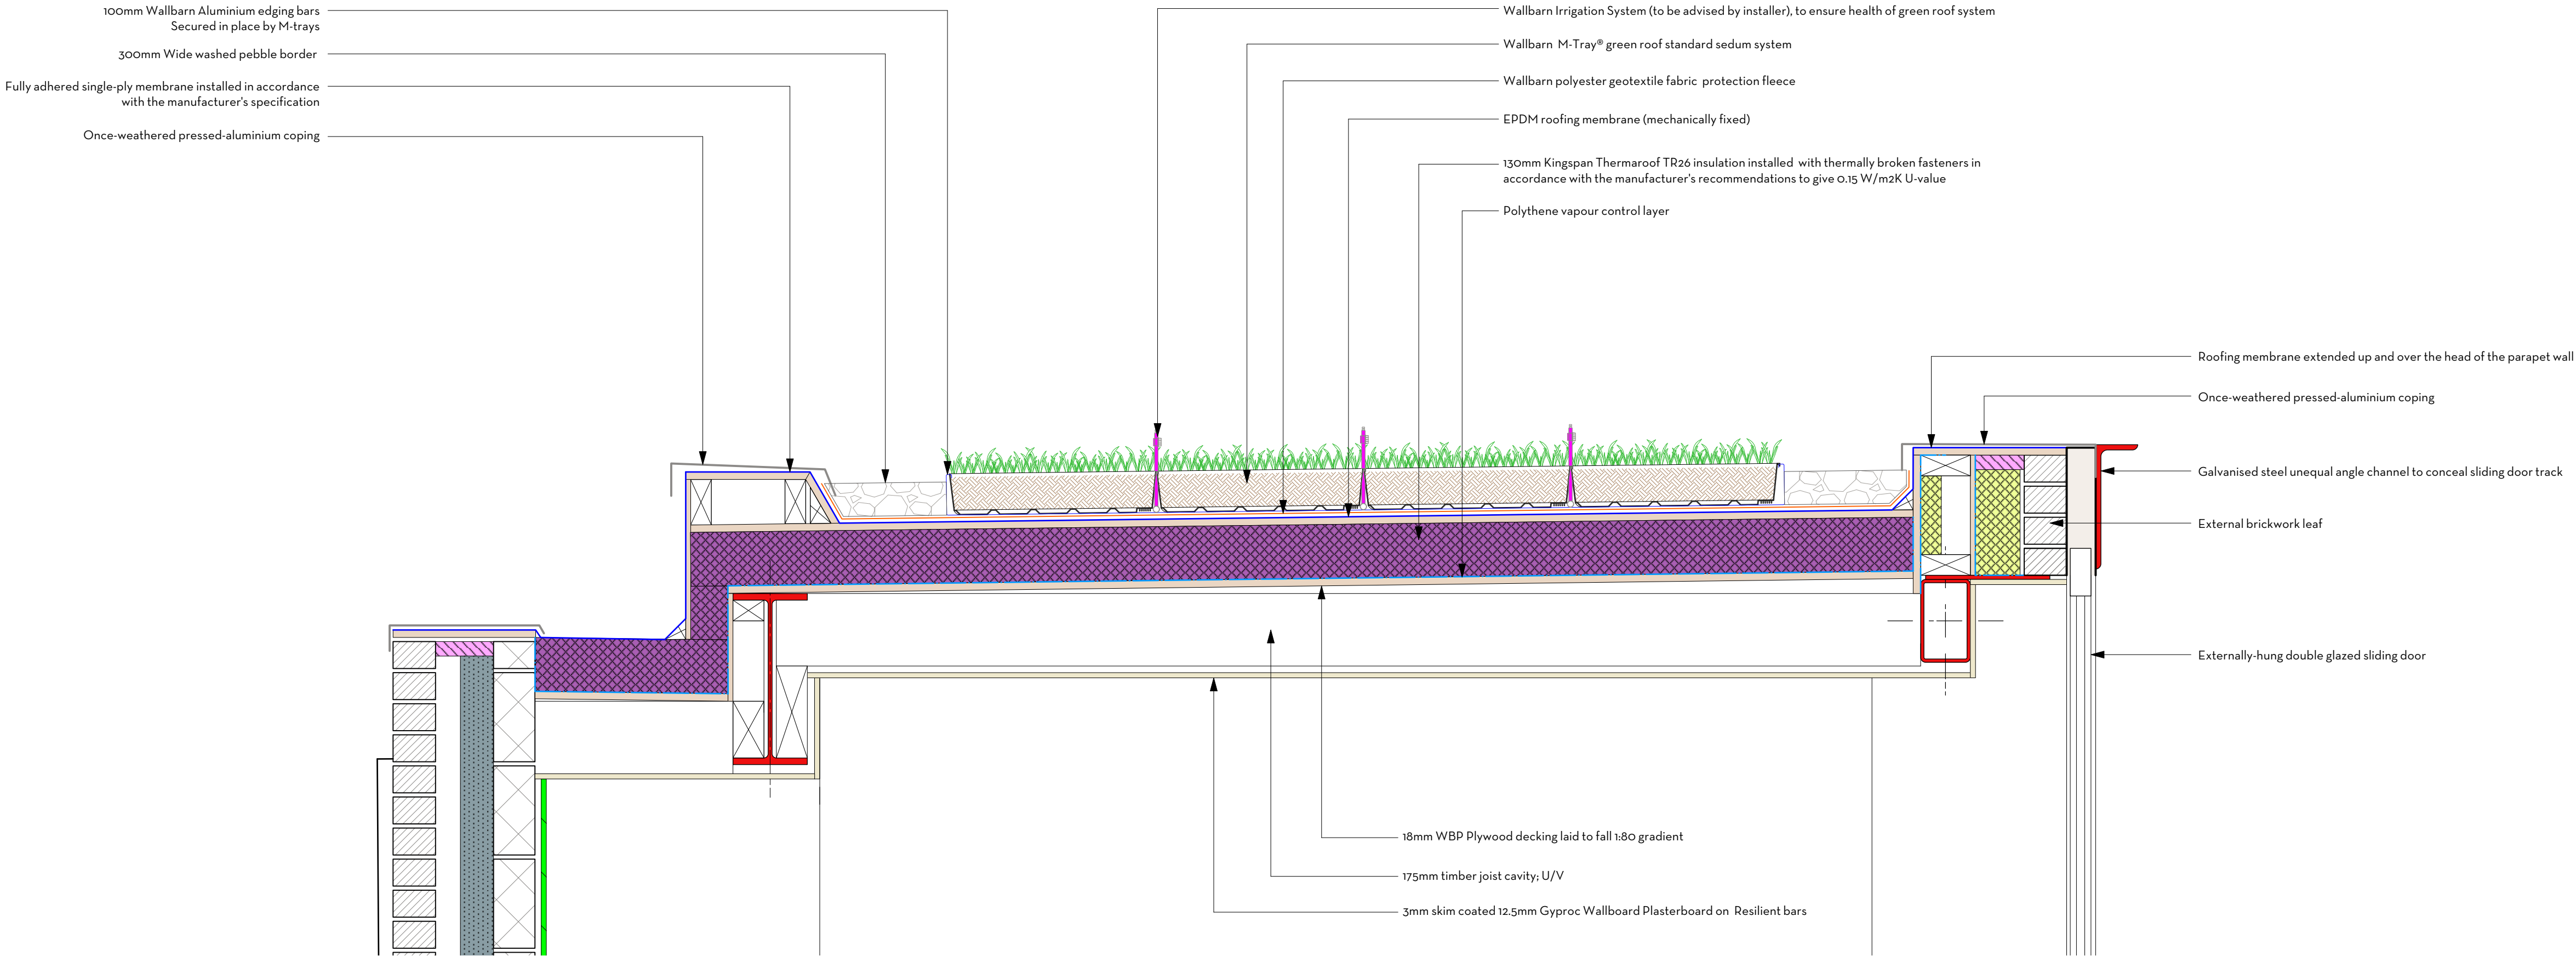 100mm Wallbarn Aluminium edging bars
Secured in place by M-trays
300mm Wide washed pebble border
Fully adhered single-ply membrane installed in accordance
with the manufacturer's specification
Once-weathered pressed-aluminium coping
Wallbarn Irrigation System (to be advised by installer), to ensure health of green roof system
Wallbarn M-Tray® green roof standard sedum system
Wallbarn polyester geotextile fabric protection fleece
EPDM roofing membrane (mechanically fixed)
130mm Kingspan Thermaroof TR26 insulation installed with thermally broken fasteners in
accordance with the manufacturer's recommendations to give 0.15 W/m2K U-value
Polythene vapour control layer
Roofing membrane extended up and over the head of the parapet wall
Once-weathered pressed-aluminium coping
Galvanised steel unequal angle channel to conceal sliding door track
External brickwork leaf
Externally-hung double glazed sliding door
18mm WBP Plywood decking laid to fall 1:80 gradient
175mm timber joist cavity; U/V
3mm skim coated 12.5mm Gyproc Wallboard Plasterboard on Resilient bars